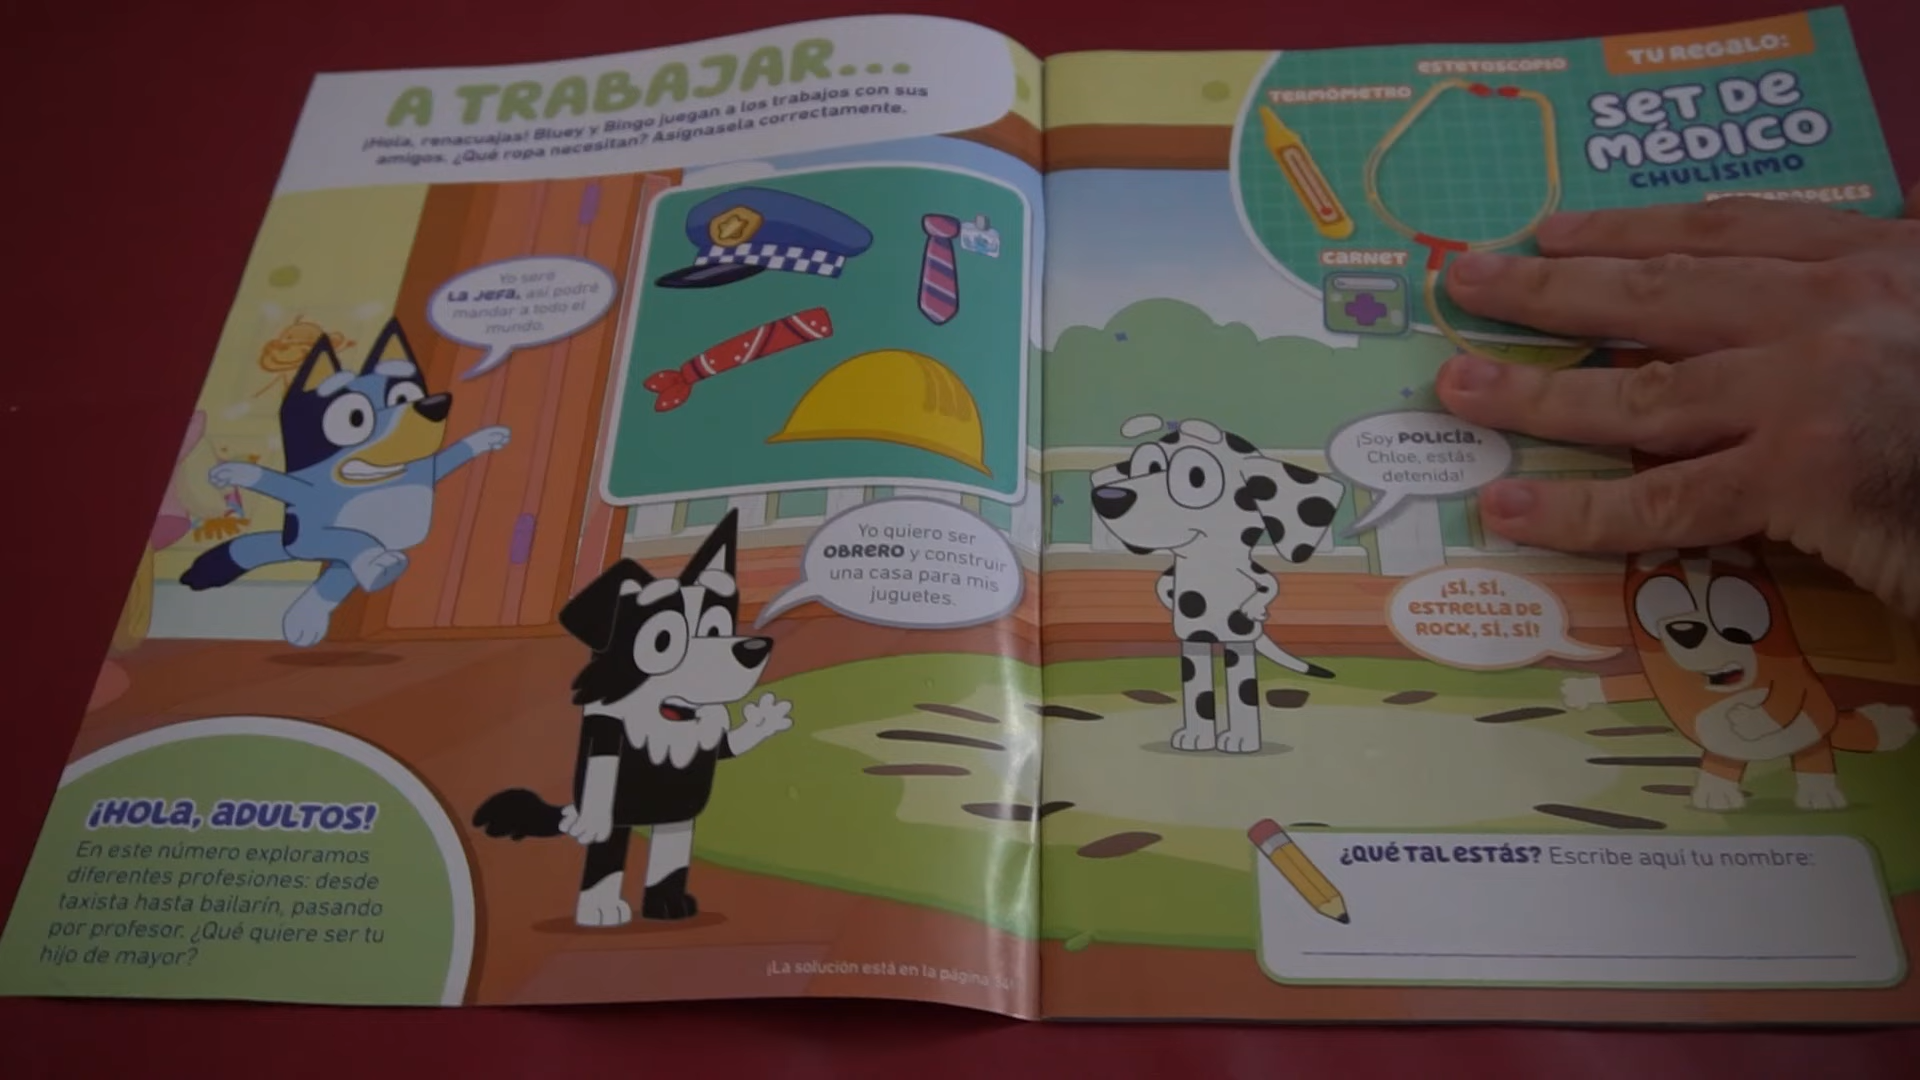 A TRABAJAR...
¡Hola, renacuajas! Bluey y Bingo juegan a los trabajos con sus
amigos. ¿Qué ropa necesitan? Asígnasela correctamente.
Yo seré
LA JEFA, así podré
mandar a todo el
mundo.
Yo quiero ser
OBRERO y construir
una casa para mis
juguetes.
¡HOLA, ADULTOS!
En este número exploramos
diferentes profesiones: desde
taxista hasta bailarín, pasando
por profesor. ¿Qué quiere ser tu
hijo de mayor?
¡La solución está en la página
TU REGALO:
SET DE
MÉDICO
CHULÍSIMO
ESTETOSCOPIO
TERMÓMETRO
CARNET
¡Soy POLICÍA,
Chloe, estás
detenida!
¡SÍ, SÍ,
ESTRELLA DE
ROCK, SÍ, SÍ!
¿QUÉ TAL ESTÁS? Escribe aquí tu nombre: